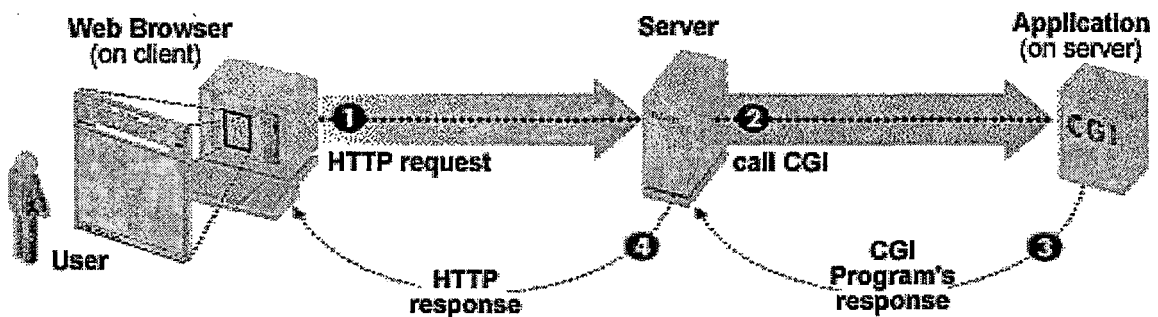 Web Browser
(on client)
Server
Application
(on server)
1
2
CGI
HTTP request
call CGI
User
4
3
HTTP
response
CGI
Program's
response